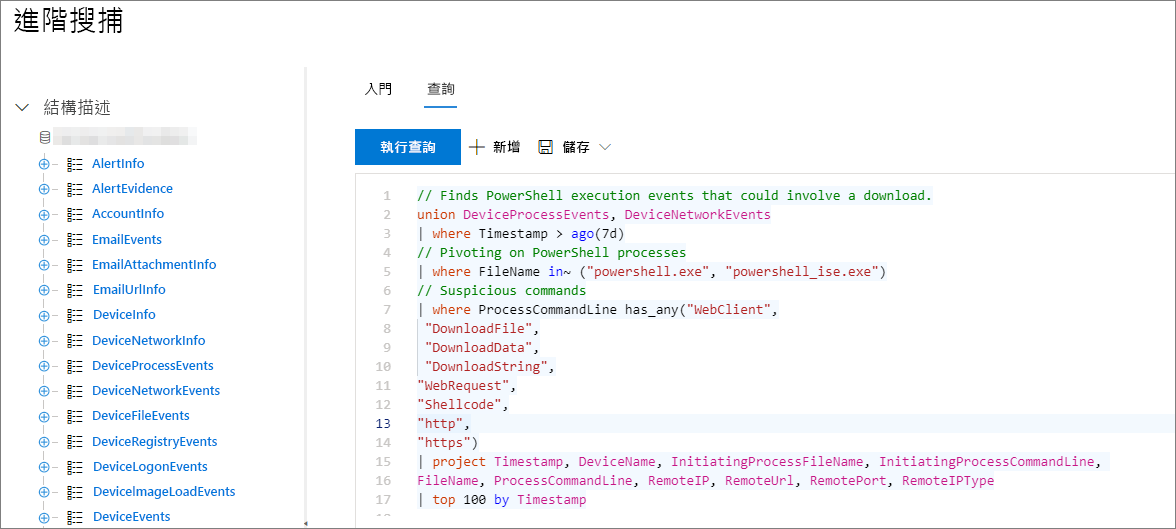 進階搜捕
結構描述
AlertInfo
AlertEvidence
AccountInfo
EmailEvents
EmailAttachmentInfo
EmailUrlInfo
DeviceInfo
DeviceNetworkInfo
DeviceProcessEvents
DeviceNetworkEvents
DeviceFileEvents
DeviceRegistryEvents
DeviceLogonEvents
DeviceImageLoadEvents
DeviceEvents
入門 查詢
執行查詢 新增 儲存
1 // Finds PowerShell execution events that could involve a download.
2 union DeviceProcessEvents, DeviceNetworkEvents
3 | where Timestamp > ago(7d)
4 // Pivoting on PowerShell processes
5 | where FileName in~ ("powershell.exe", "powershell_ise.exe")
6 // Suspicious commands
7 | where ProcessCommandLine has_any("WebClient",
8 "DownloadFile",
9 "DownloadData",
10 "DownloadString",
11 "WebRequest",
12 "Shellcode",
13 "http",
14 "https")
15 | project Timestamp, DeviceName, InitiatingProcessFileName, InitiatingProcessCommandLine,
16 FileName, ProcessCommandLine, RemoteIP, RemoteUrl, RemotePort, RemoteIPType
17 | top 100 by Timestamp